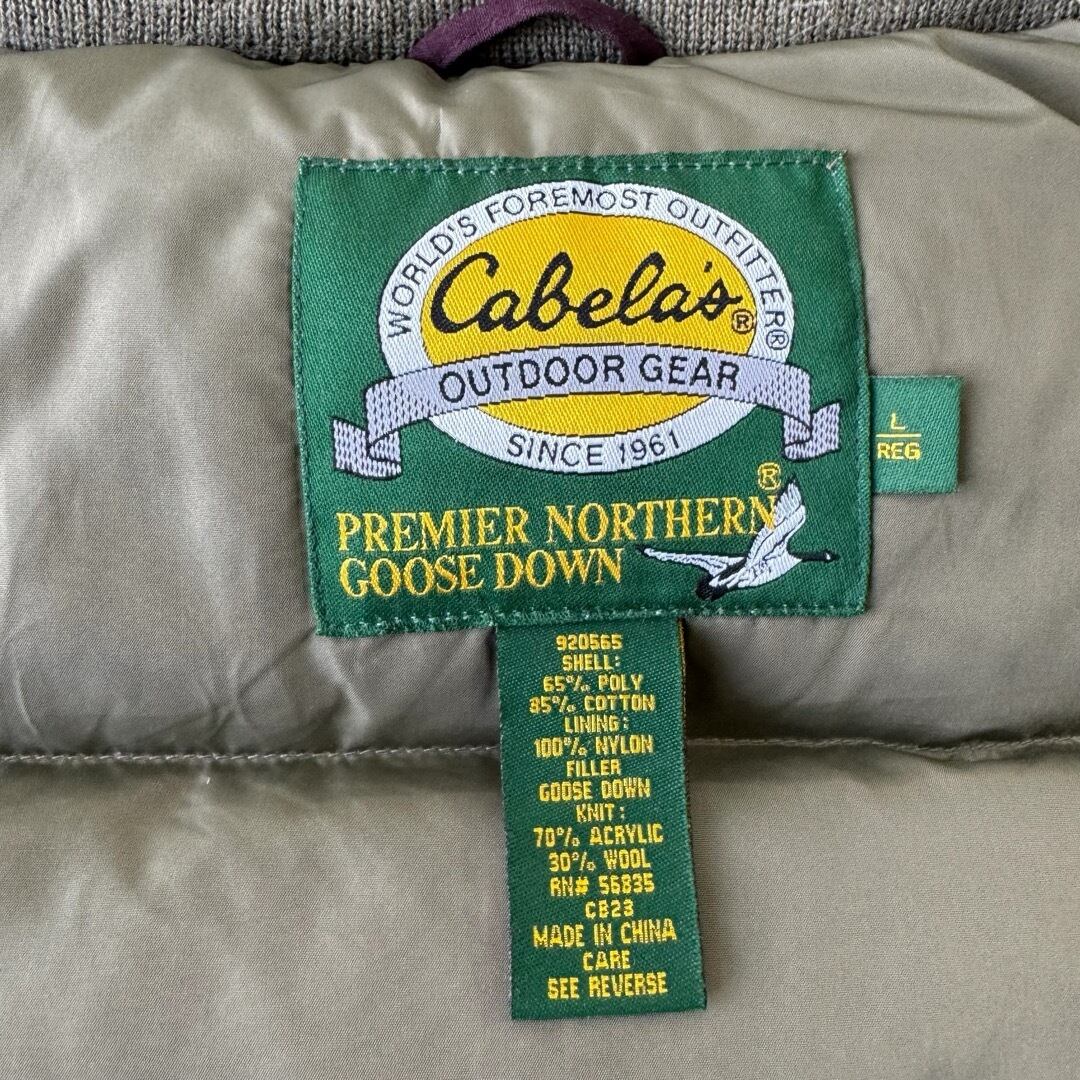 WORLD'S FOREMOST OUTFITTER®
Cabela's®
OUTDOOR GEAR
SINCE 1961
PREMIER NORTHERN®
GOOSE DOWN
L
REG
920565
SHELL:
65% POLY
85% COTTON
LINING:
100% NYLON
FILLER
GOOSE DOWN
KNIT:
70% ACRYLIC
30% WOOL
RN# 56835
CB23
MADE IN CHINA
CARE
SEE REVERSE